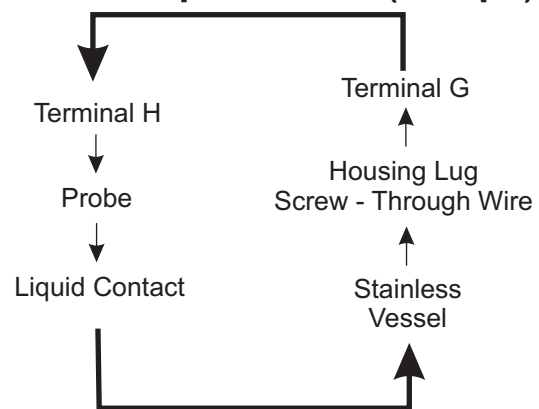 Terminal H
Probe
Liquid Contact
Terminal G
Housing Lug
Screw - Through Wire
Stainless
Vessel